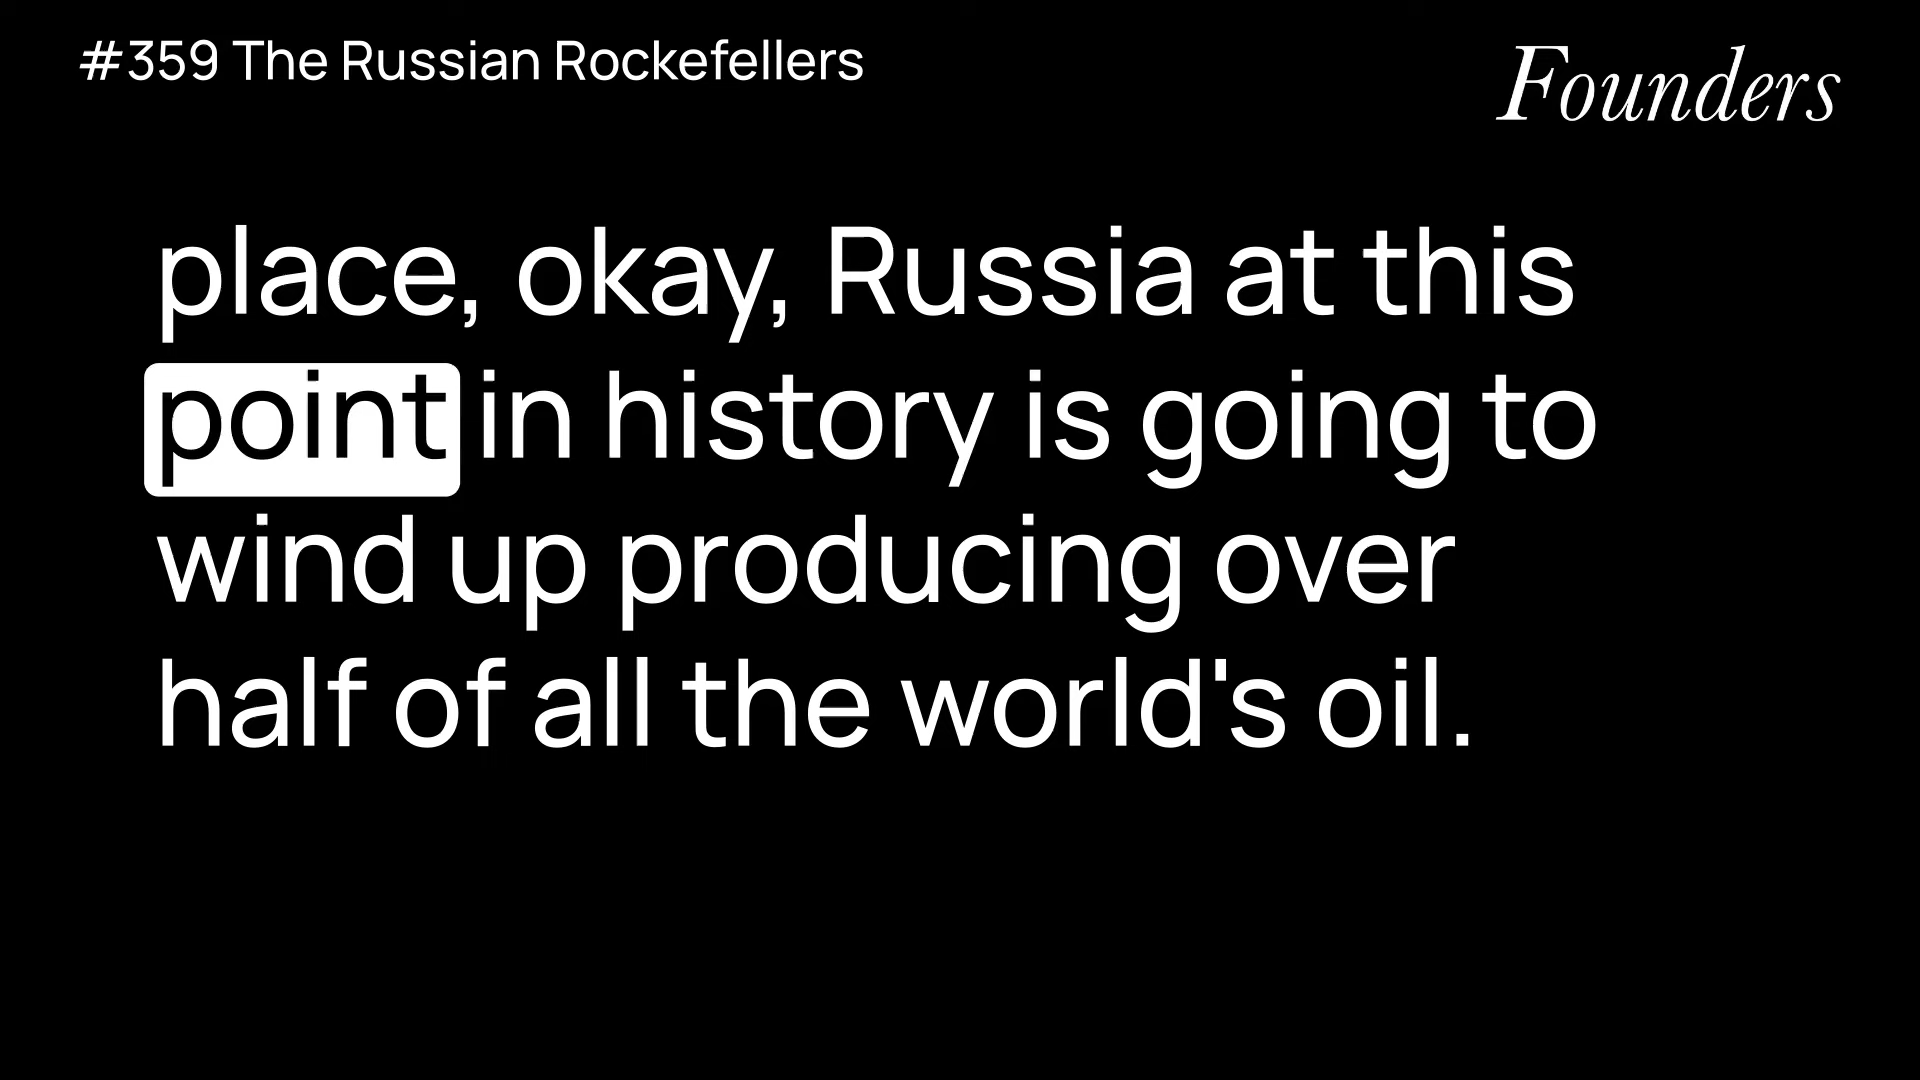 #359 The Russian Rockefellers
Founders
place, okay, Russia at this
point in history is going to
wind up producing over
half of all the world's oil.